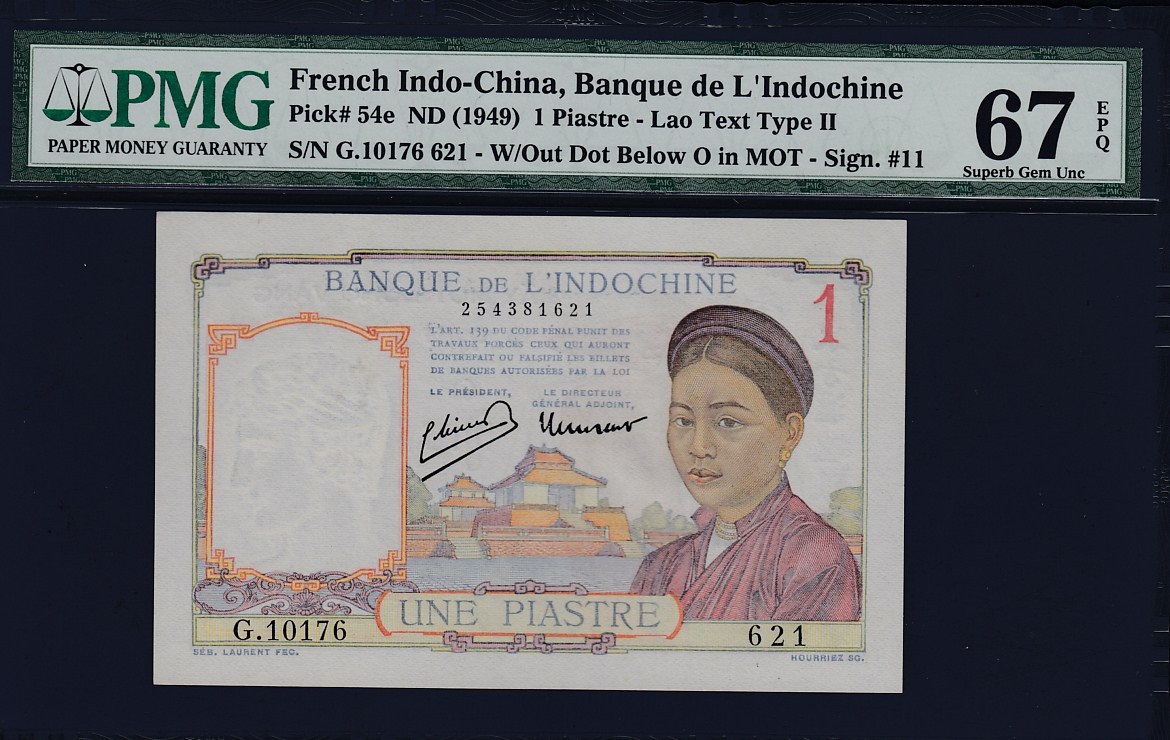 PMG
PAPER MONEY GUARANTY
French Indo-China, Banque de L'Indochine
Pick# 54e ND (1949) 1 Piastre - Lao Text Type II
S/N G.10176 621 - W/Out Dot Below O in MOT - Sign. #11
67
EPQ
Superb Gem Unc
BANQUE DE L'INDOCHINE
254381621
1
L'ART. 139 DU CODE PÉNAL PUNIT DES
TRAVAUX FORCÉS CEUX QUI AURONT
CONTREFAIT OU FALSIFIÉ LES BILLETS
DE BANQUES AUTORISÉES PAR LA LOI
LE PRÉSIDENT,
LE DIRECTEUR
GÉNÉRAL ADJOINT,
UNE PIASTRE
G.10176
621
SÉB. LAURENT FEC.
HOURRIEZ SC.